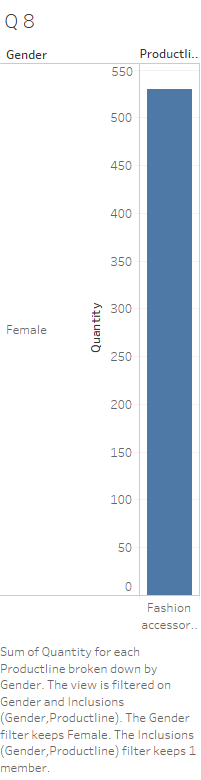 Q 8
Gender
Productli..
550
500
450
400
350
300
250
200
150
100
50
0
Quantity
Female
Fashion
accessor..
Sum of Quantity for each
Productline broken down by
Gender. The view is filtered on
Gender and Inclusions
(Gender,Productline). The Gender
filter keeps Female. The Inclusions
(Gender,Productline) filter keeps 1
member.